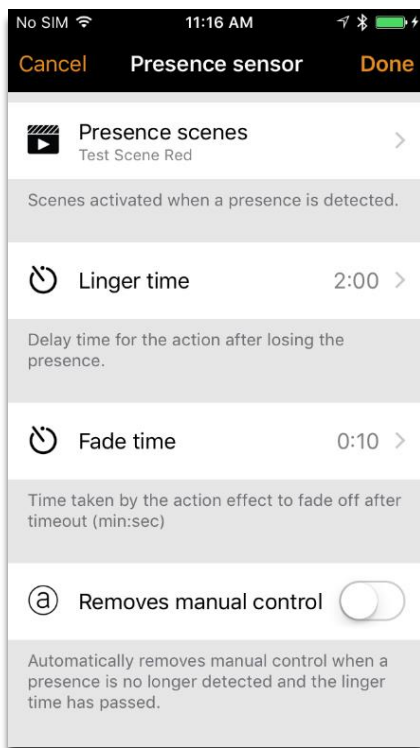 No SIM 11:16 AM
Cancel Presence sensor Done
Presence scenes
Test Scene Red
Scenes activated when a presence is detected.
Linger time 2:00
Delay time for the action after losing the
presence.
Fade time 0:10
Time taken by the action effect to fade off after
timeout (min:sec)
a Removes manual control
Automatically removes manual control when a
presence is no longer detected and the linger
time has passed.